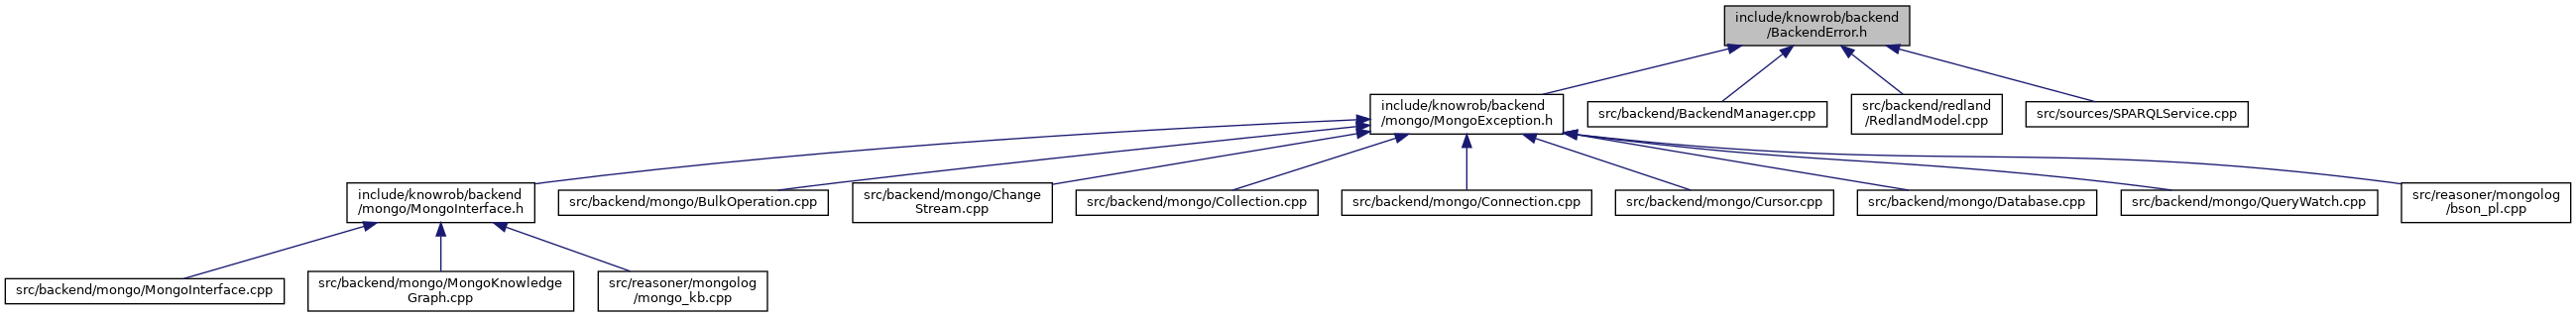 include/knowrob/backend
/BackendError.h
include/knowrob/backend
/mongo/MongoException.h
src/backend/BackendManager.cpp
src/backend/redland
/RedlandModel.cpp
src/sources/SPARQLService.cpp
include/knowrob/backend
/mongo/MongoInterface.h
src/backend/mongo/BulkOperation.cpp
src/backend/mongo/Change
Stream.cpp
src/backend/mongo/Collection.cpp
src/backend/mongo/Connection.cpp
src/backend/mongo/Cursor.cpp
src/backend/mongo/Database.cpp
src/backend/mongo/QueryWatch.cpp
src/reasoner/mongolog
/bson_pl.cpp
src/backend/mongo/MongoInterface.cpp
src/backend/mongo/MongoKnowledge
Graph.cpp
src/reasoner/mongolog
/mongo_kb.cpp